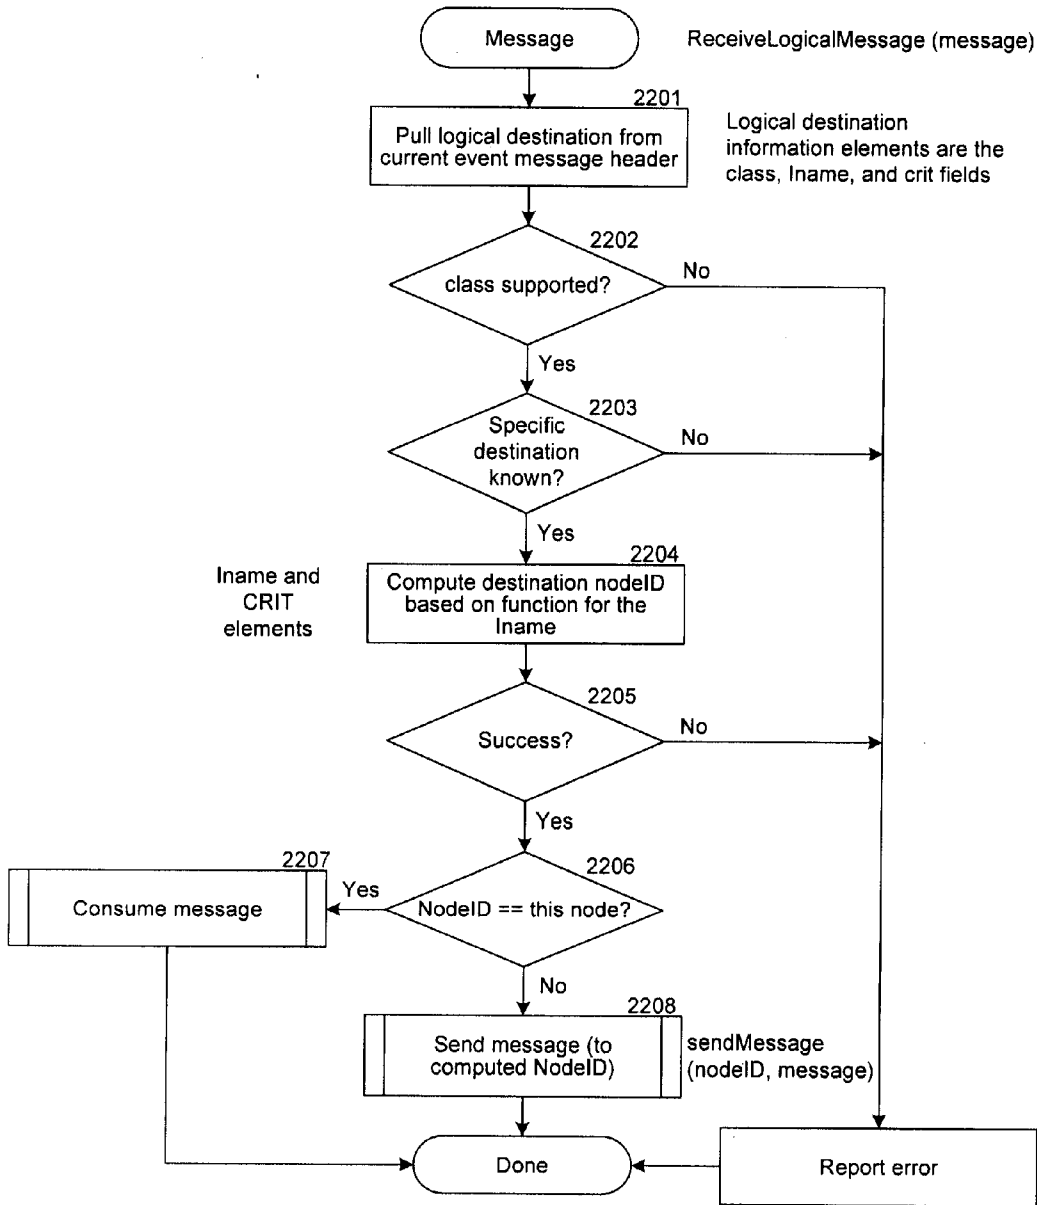 Message
ReceiveLogicalMessage (message)
2201
Pull logical destination from
current event message header
Logical destination
information elements are the
class, lname, and crit fields
2202
class supported?
No
Yes
2203
Specific
destination
known?
No
Yes
2204
lname and
CRIT
elements
Compute destination nodeID
based on function for the
lname
2205
Success?
No
Yes
2207
Consume message
Yes
2206
NodeID == this node?
No
2208
Send message (to
computed NodeID)
sendMessage
(nodeID, message)
Done
Report error